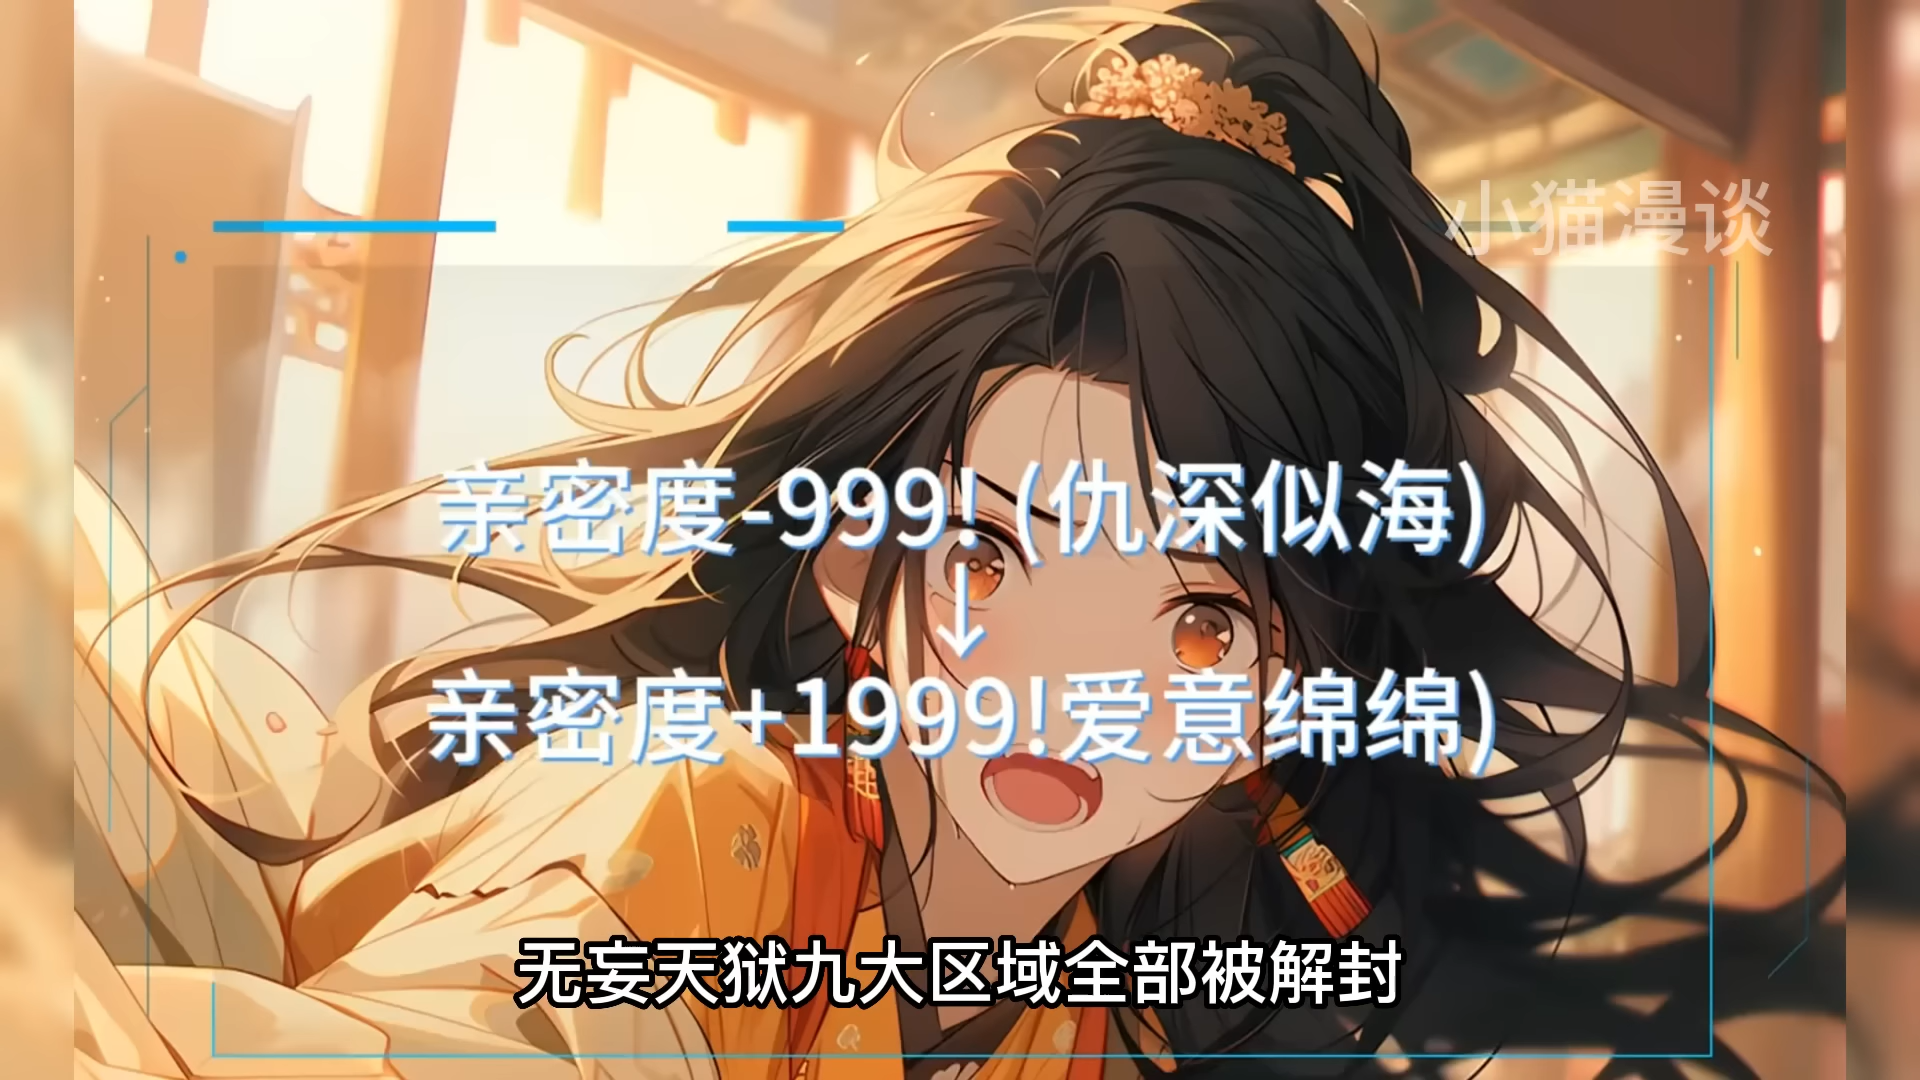 小猫漫谈
亲密度-999! (仇深似海)
↓
亲密度+1999!爱意绵绵)
无妄天狱九大区域全部被解封